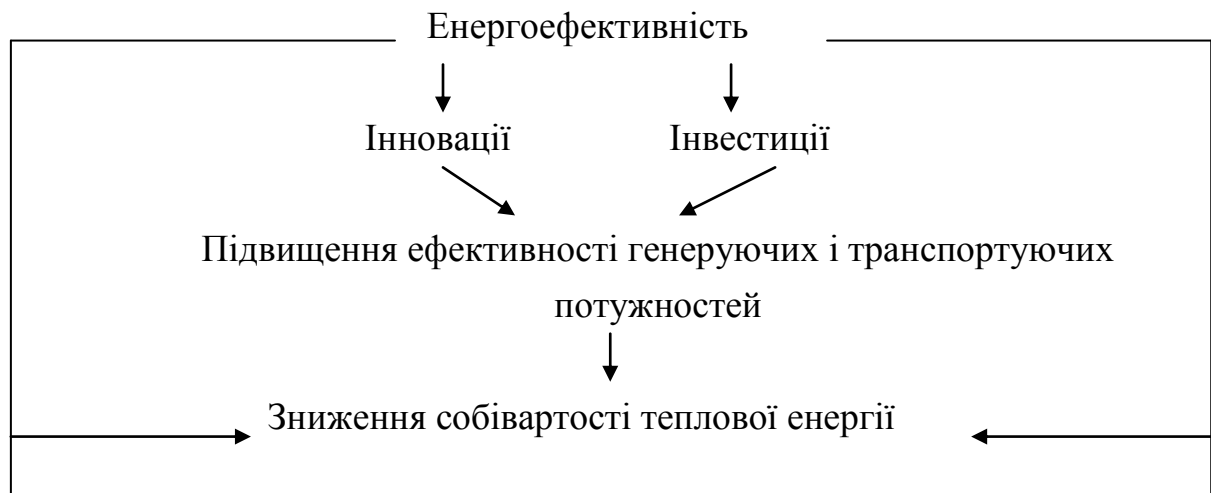 Енергоефективність
Інновації Інвестиції
Підвищення ефективності генеруючих і транспортуючих
потужностей
Зниження собівартості теплової енергії